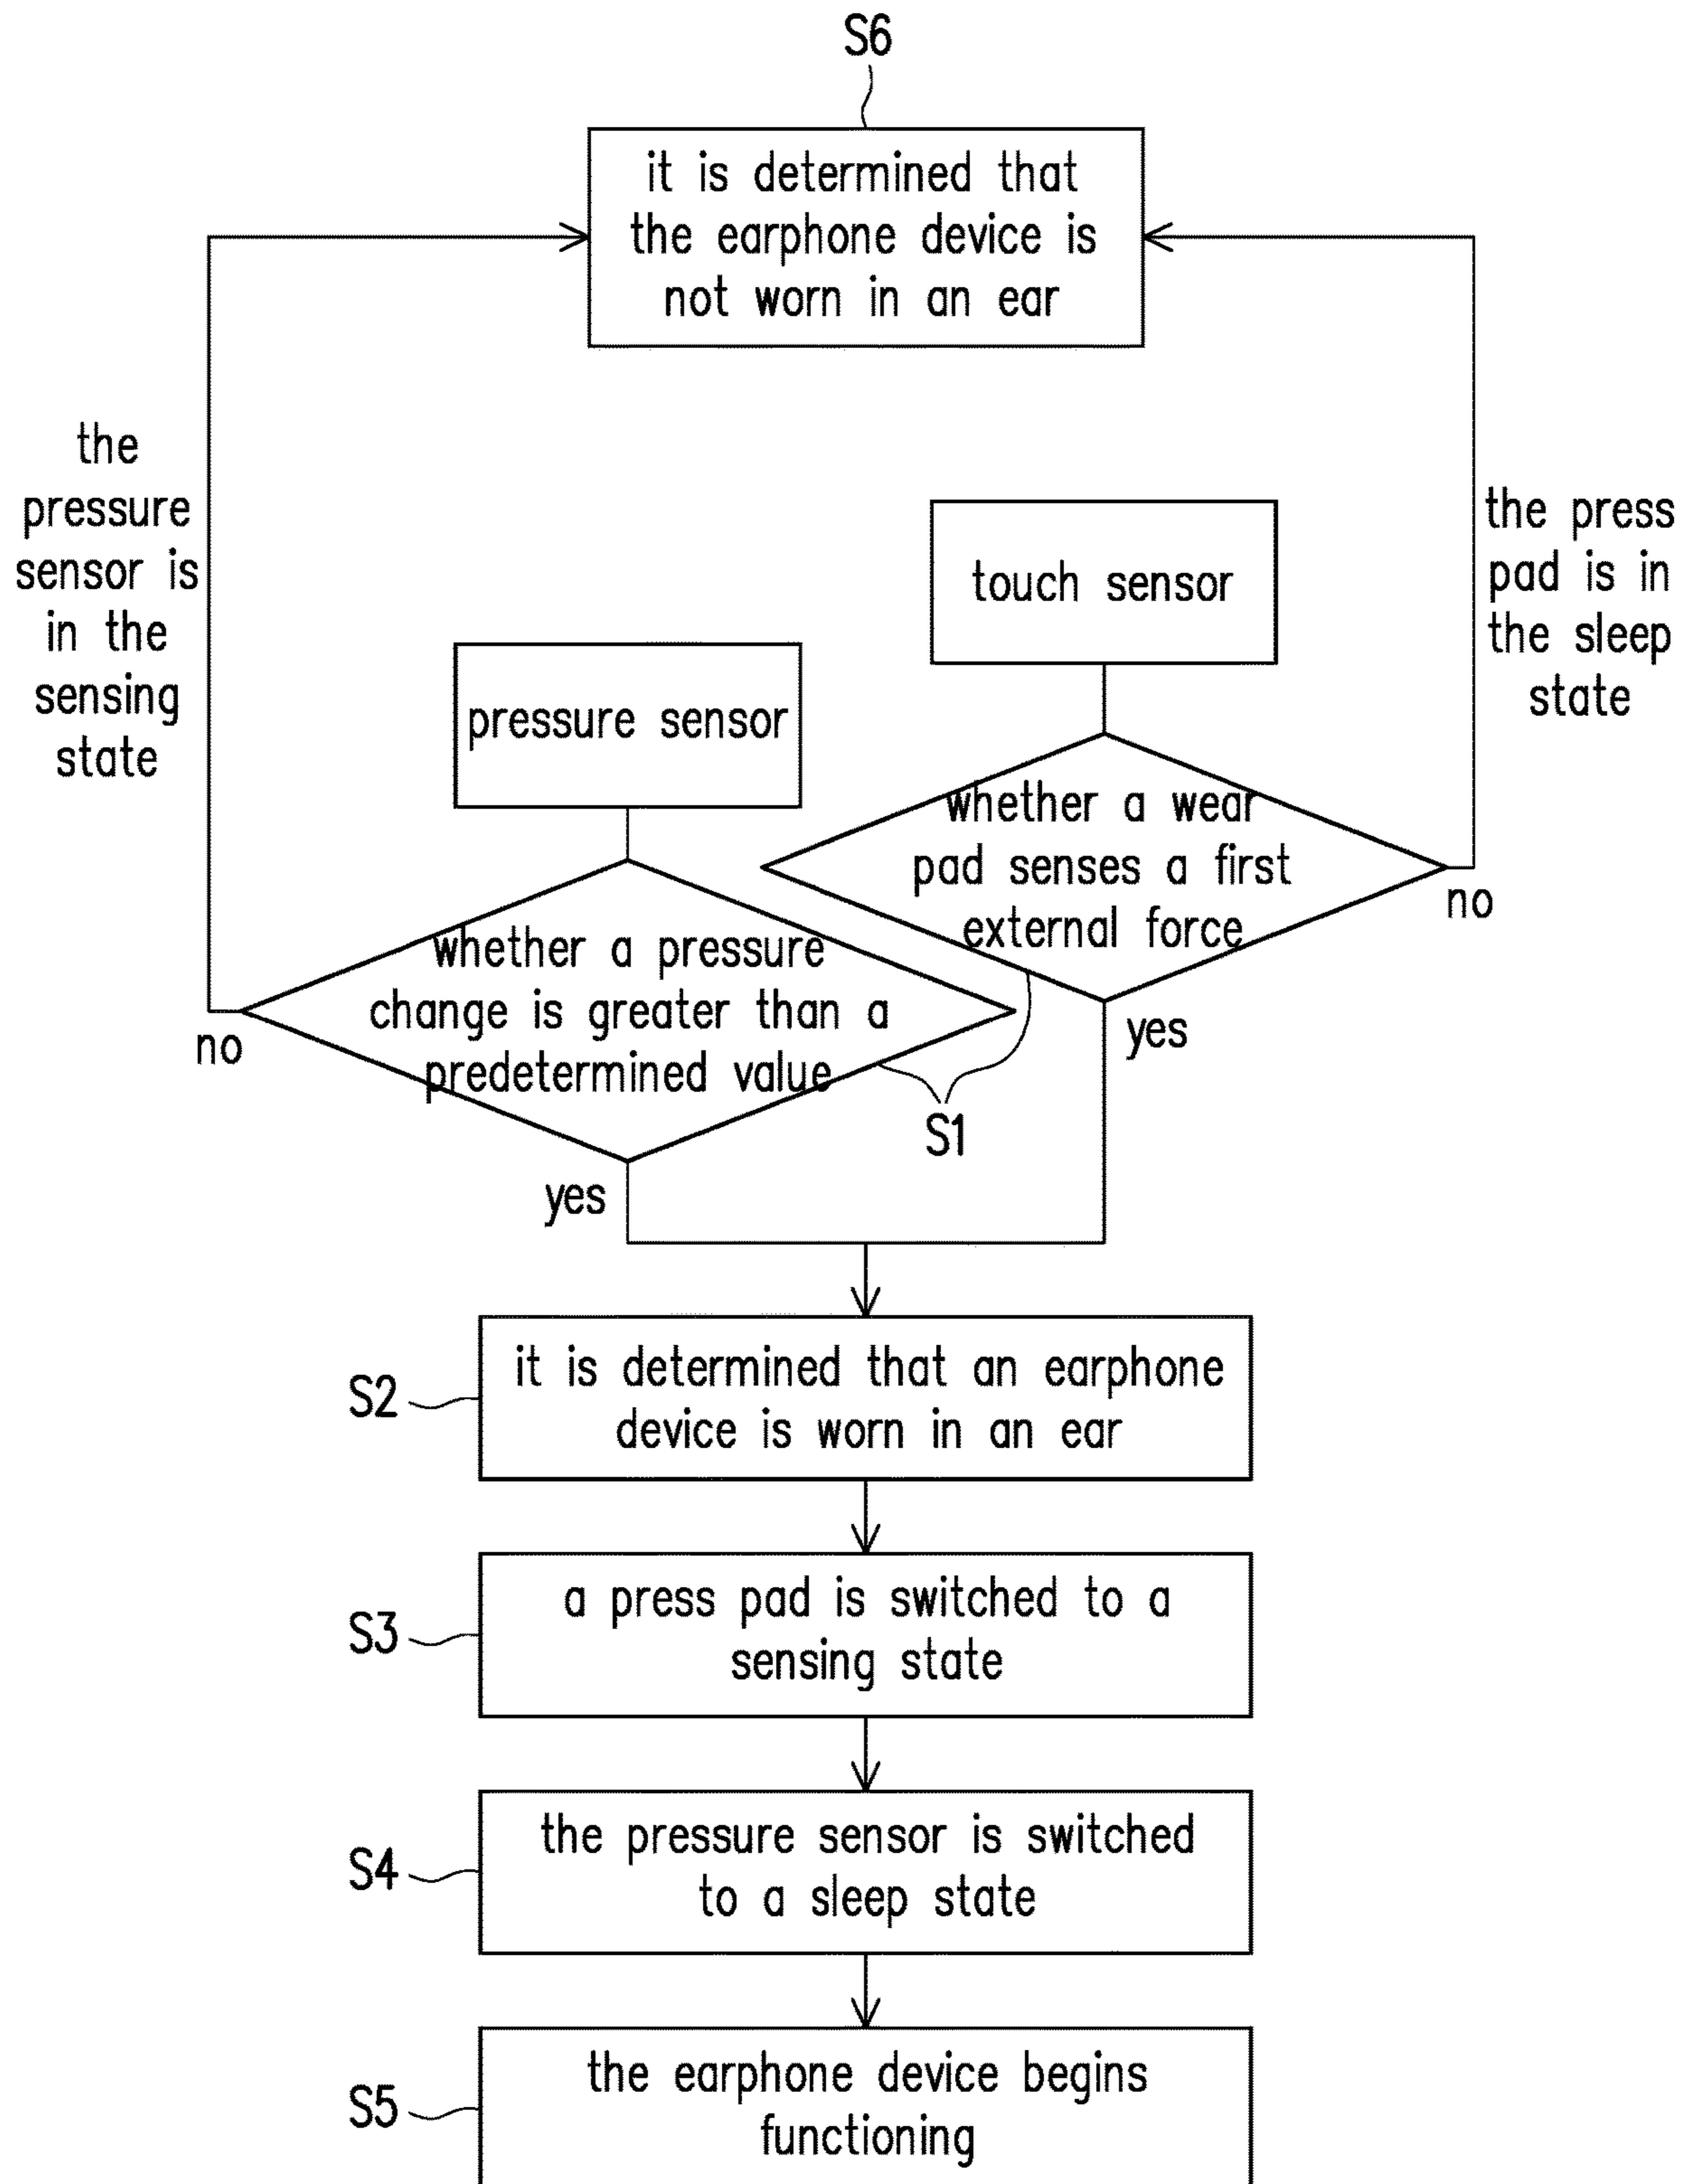 S6
it is determined that
the earphone device is
not worn in an ear
the
pressure
sensor is
in the
sensing
state
the press
pad is in
the sleep
state
touch sensor
pressure sensor
whether a wear
pad senses a first
external force
no
yes
whether a pressure
change is greater than a
predetermined value
no
yes
S1
S2
it is determined that an earphone
device is worn in an ear
S3
a press pad is switched to a
sensing state
S4
the pressure sensor is switched
to a sleep state
S5
the earphone device begins
functioning